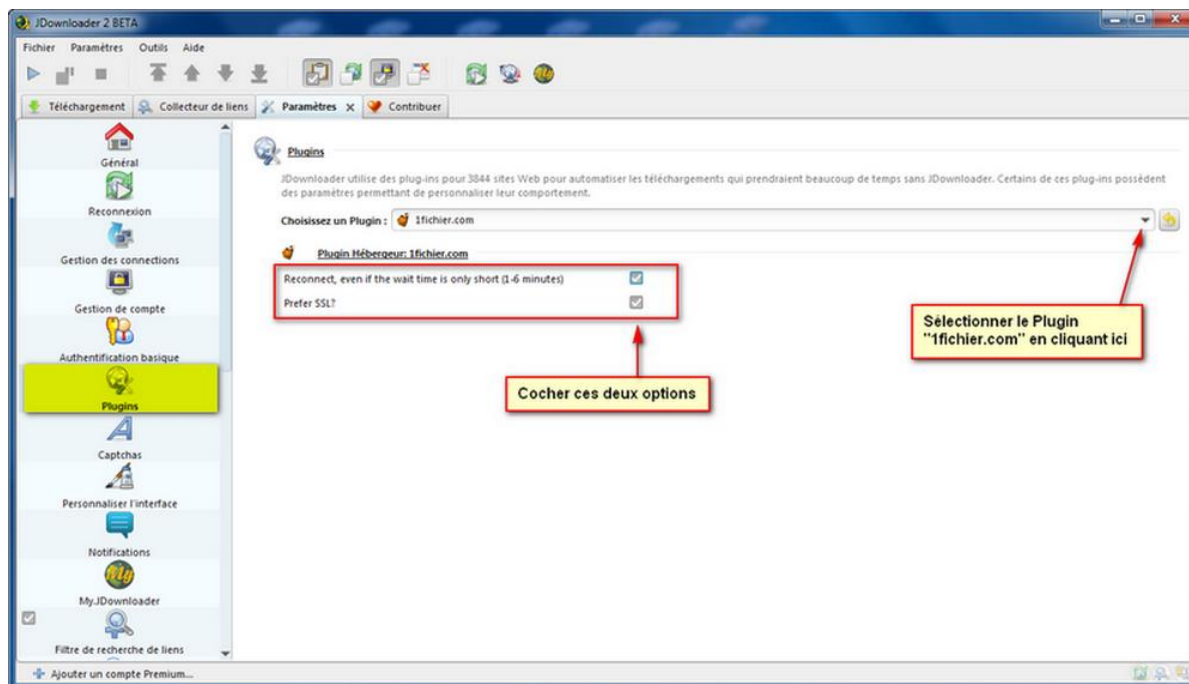 JDownloader 2 BETA
Fichier Paramètres Outils Aide
Téléchargement Collecteur de liens Paramètres Contribuer
Général
Reconnexion
Gestion des connections
Gestion de compte
Authentification basique
Plugins
Captchas
Personnaliser l'interface
Notifications
My.JDownloader
Filtre de recherche de liens
Plugins
JDownloader utilise des plug-ins pour 3844 sites Web pour automatiser les téléchargements qui prendraient beaucoup de temps sans JDownloader. Certains de ces plug-ins possèdent
des paramètres permettant de personnaliser leur comportement.
Choisissez un Plugin : 1fichier.com
Plugin Hébergeur: 1fichier.com
Reconnect, even if the wait time is only short (1-6 minutes)
Prefer SSL?
Sélectionner le Plugin
"1fichier.com" en cliquant ici
Cocher ces deux options
Ajouter un compte Premium...